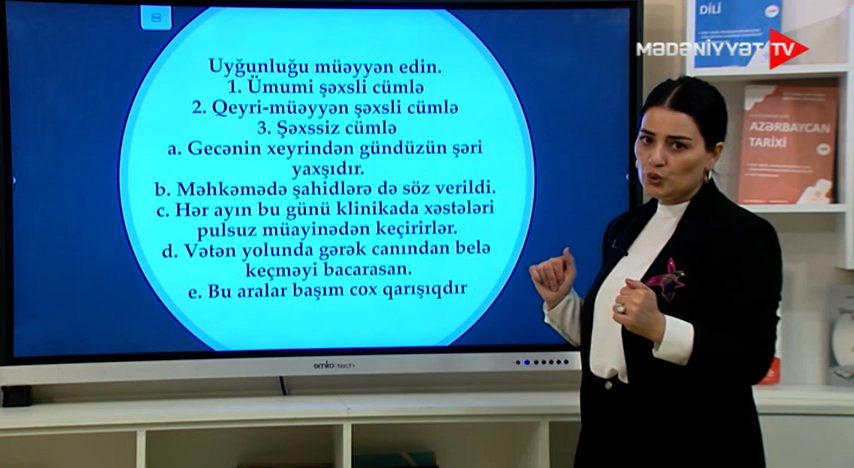 Uyğunluğu müəyyən edin.
1. Ümumi şəxsli cümlə
2. Qeyri-müəyyən şəxsli cümlə
3. Şəxssiz cümlə
a. Gecənin xeyrindən gündüzün şəri
yaxşıdır.
b. Məhkəmədə şahidlərə də söz verildi.
c. Hər ayın bu günü klinikada xəstələri
pulsuz müayinədən keçirirlər.
d. Vətən yolunda gərək canından belə
keçməyi bacarasan.
e. Bu aralar başım cox qarışıqdır
DİLİ
MƏDƏNİYYƏT TV
AZƏRBAYCAN
TARİXİ